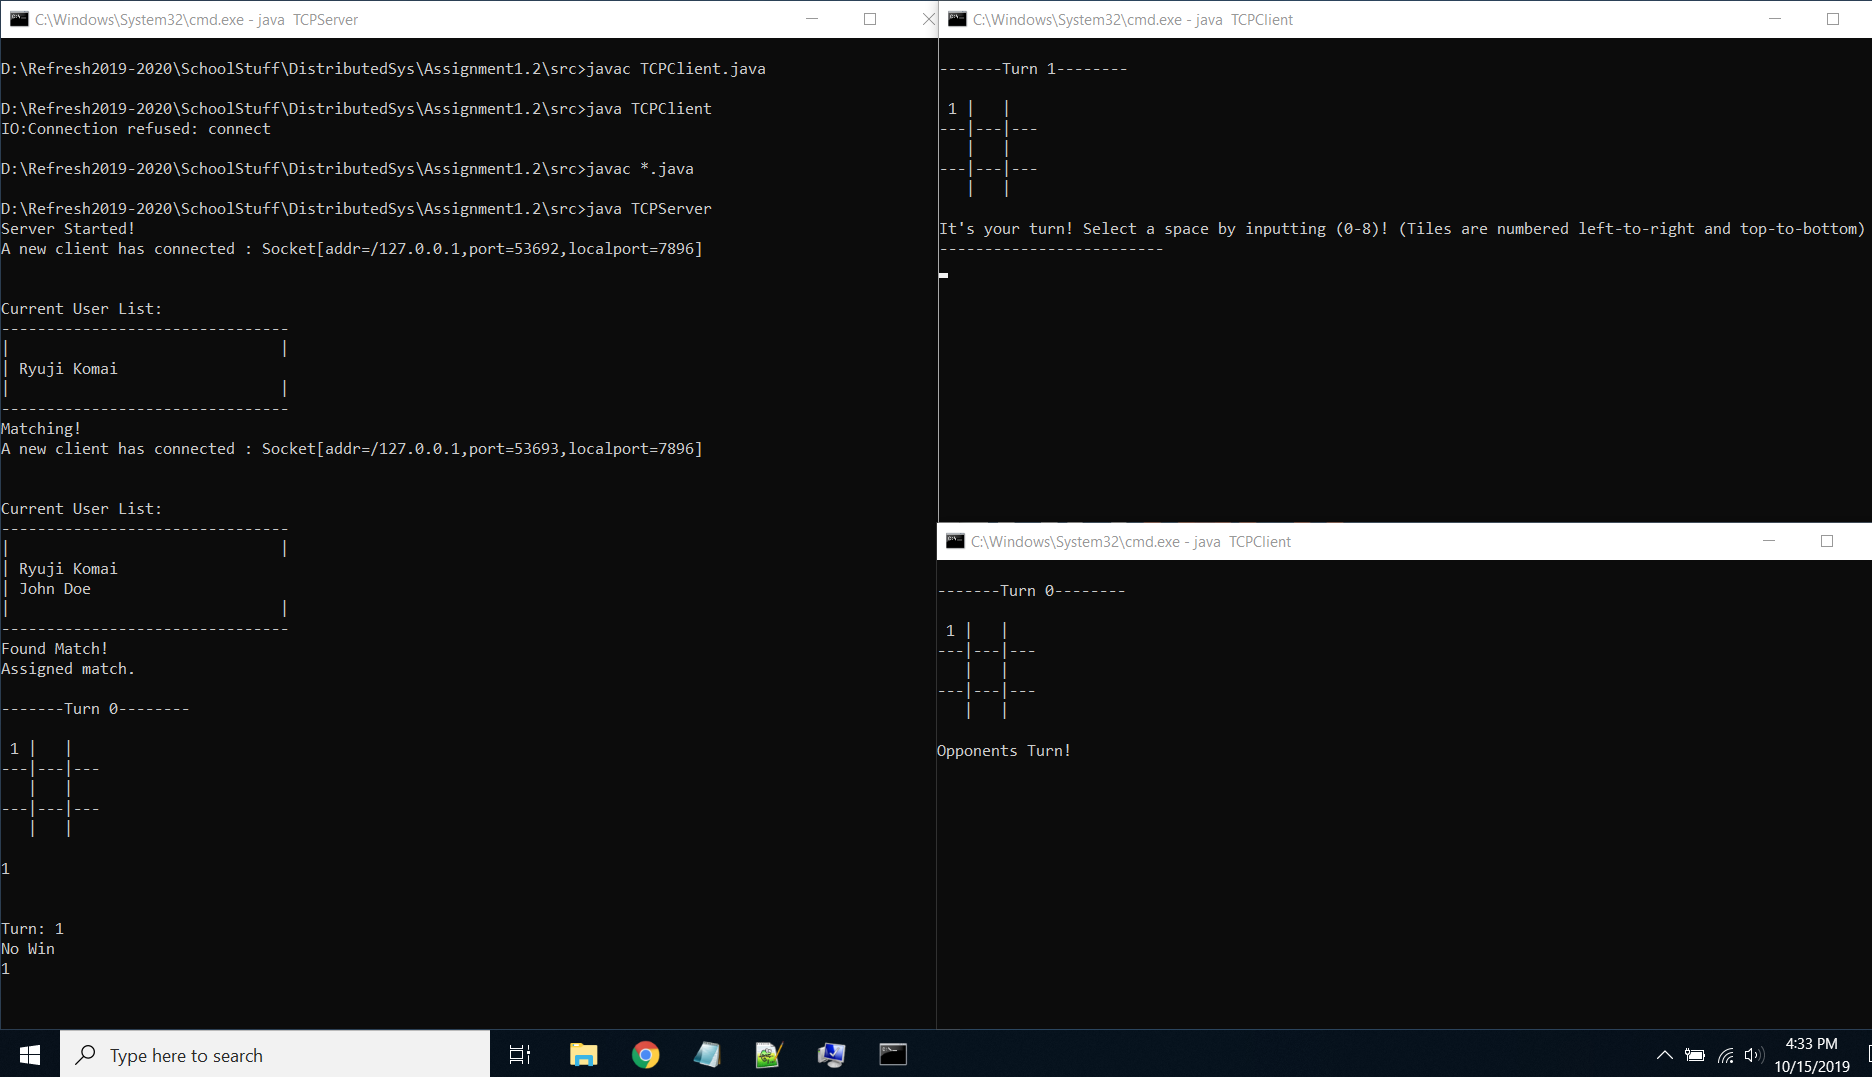 C:\Windows\System32\cmd.exe - java  TCPServer
D:\Refresh2019-2020\SchoolStuff\DistributedSys\Assignment1.2\src>javac TCPClient.java
D:\Refresh2019-2020\SchoolStuff\DistributedSys\Assignment1.2\src>java TCPClient
IO:Connection refused: connect
D:\Refresh2019-2020\SchoolStuff\DistributedSys\Assignment1.2\src>javac *.java
D:\Refresh2019-2020\SchoolStuff\DistributedSys\Assignment1.2\src>java TCPServer
Server Started!
A new client has connected : Socket[addr=/127.0.0.1,port=53692,localport=7896]
Current User List:
--------------------------------
|                              |
| Ryuji Komai
|                              |
--------------------------------
Matching!
A new client has connected : Socket[addr=/127.0.0.1,port=53693,localport=7896]
Current User List:
--------------------------------
|                              |
| Ryuji Komai
| John Doe
|                              |
--------------------------------
Found Match!
Assigned match.
-------Turn 0--------
 1 |   |
---|---|---
   |   |
---|---|---
   |   |
1
Turn: 1
No Win
1
C:\Windows\System32\cmd.exe - java  TCPClient
-------Turn 1--------
 1 |   |
---|---|---
   |   |
---|---|---
   |   |
It's your turn! Select a space by inputting (0-8)! (Tiles are numbered left-to-right and top-to-bottom)
-------------------------
C:\Windows\System32\cmd.exe - java  TCPClient
-------Turn 0--------
 1 |   |
---|---|---
   |   |
---|---|---
   |   |
Opponents Turn!
Type here to search
4:33 PM
10/15/2019